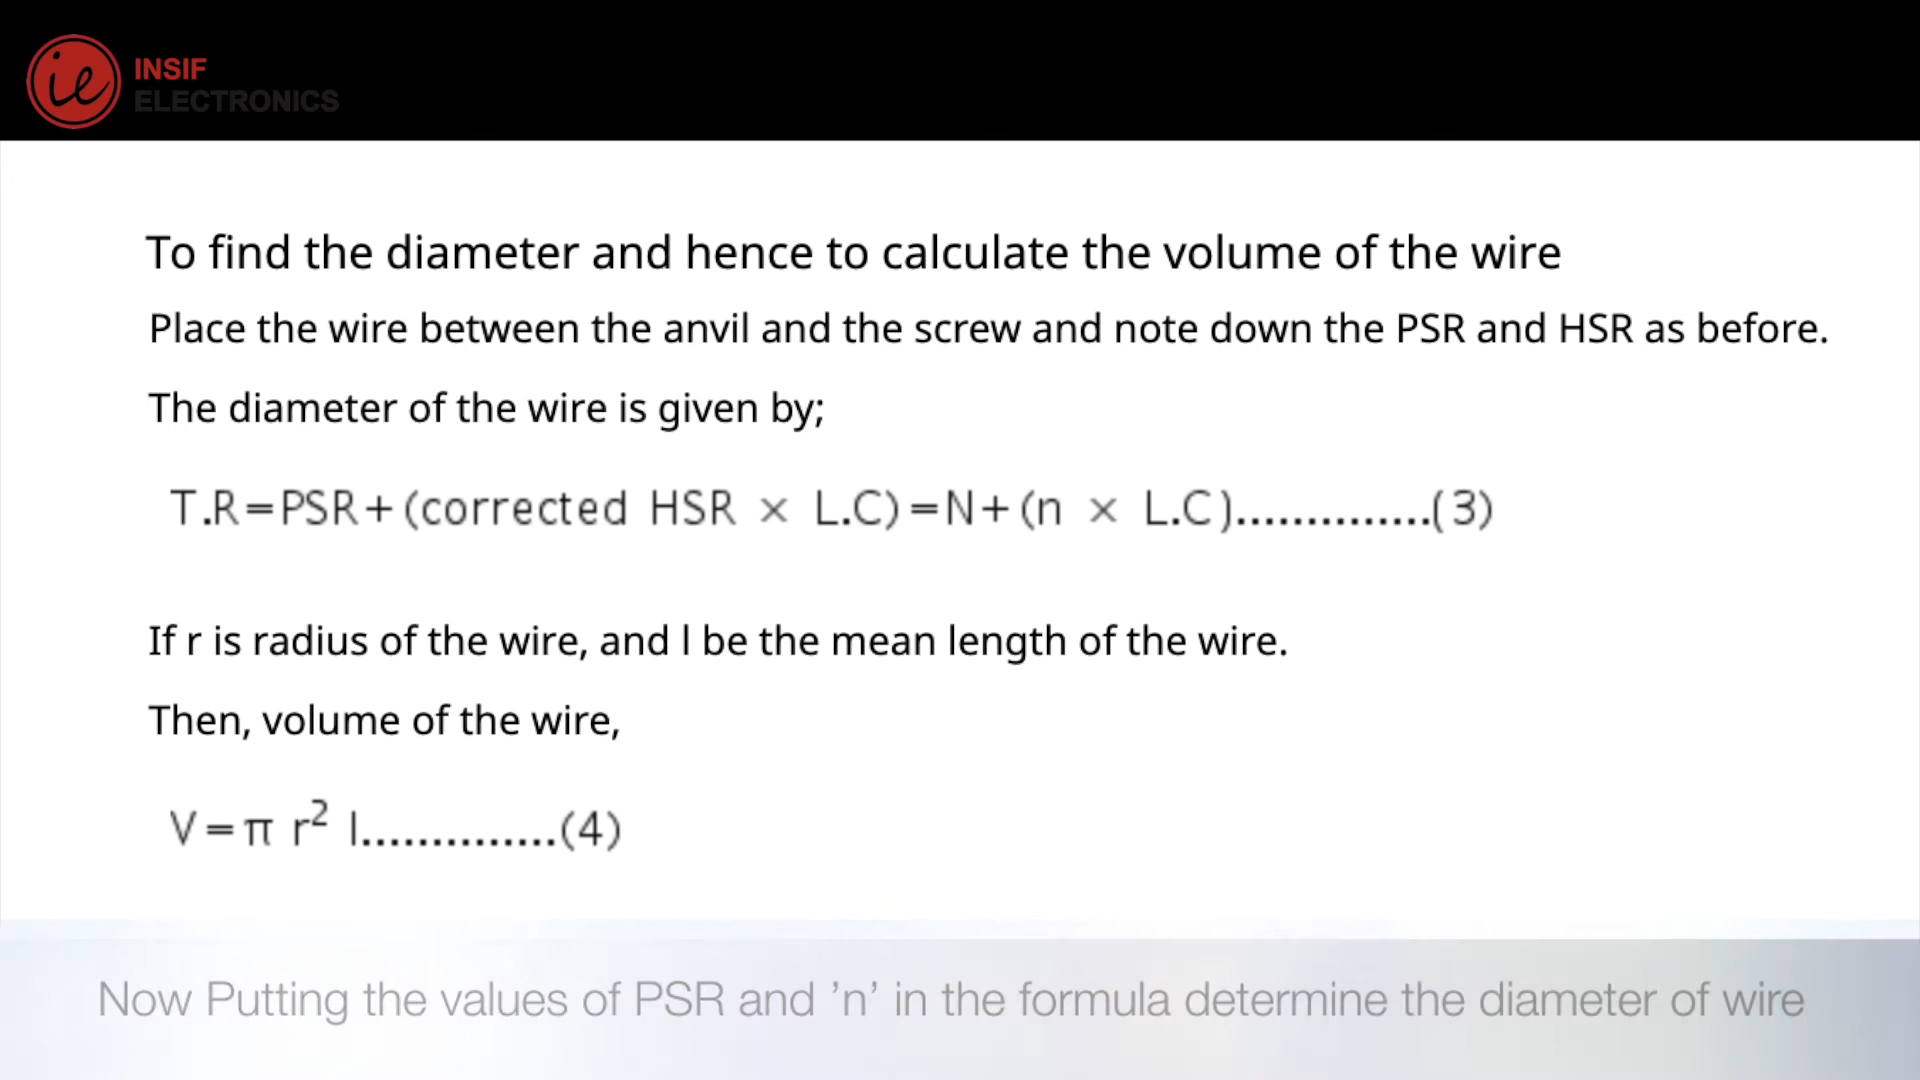 ie INSIF
ELECTRONICS
To find the diameter and hence to calculate the volume of the wire
Place the wire between the anvil and the screw and note down the PSR and HSR as before.
The diameter of the wire is given by;
T.R=PSR+(corrected HSR × L.C)=N+(n × L.C)..............(3)
If r is radius of the wire, and l be the mean length of the wire.
Then, volume of the wire,
V=π r² l..............(4)
Now Putting the values of PSR and ’n’ in the formula determine the diameter of wire